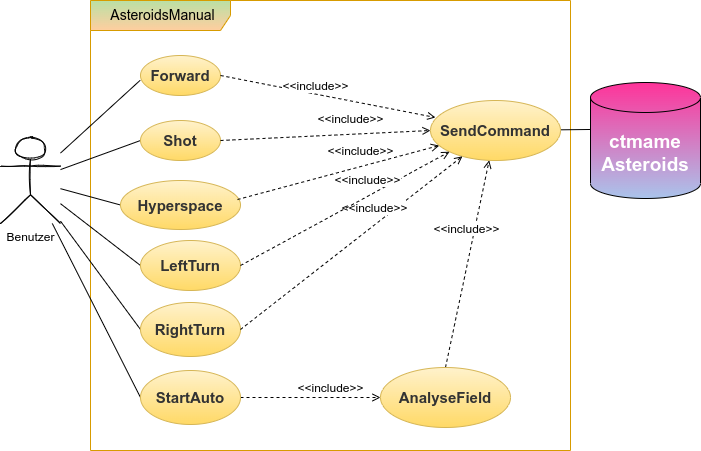 AsteroidsManual
Forward
<<include>>
Shot
<<include>>
SendCommand
ctmame
Asteroids
<<include>>
<<include>>
Hyperspace
<<include>>
Benutzer
<<include>>
LeftTurn
RightTurn
StartAuto
<<include>>
AnalyseField